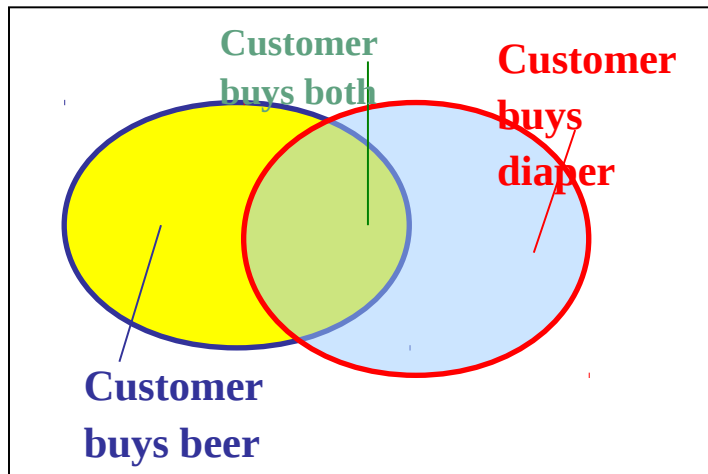 Customer
buys both
Customer
buys
diaper
Customer
buys beer